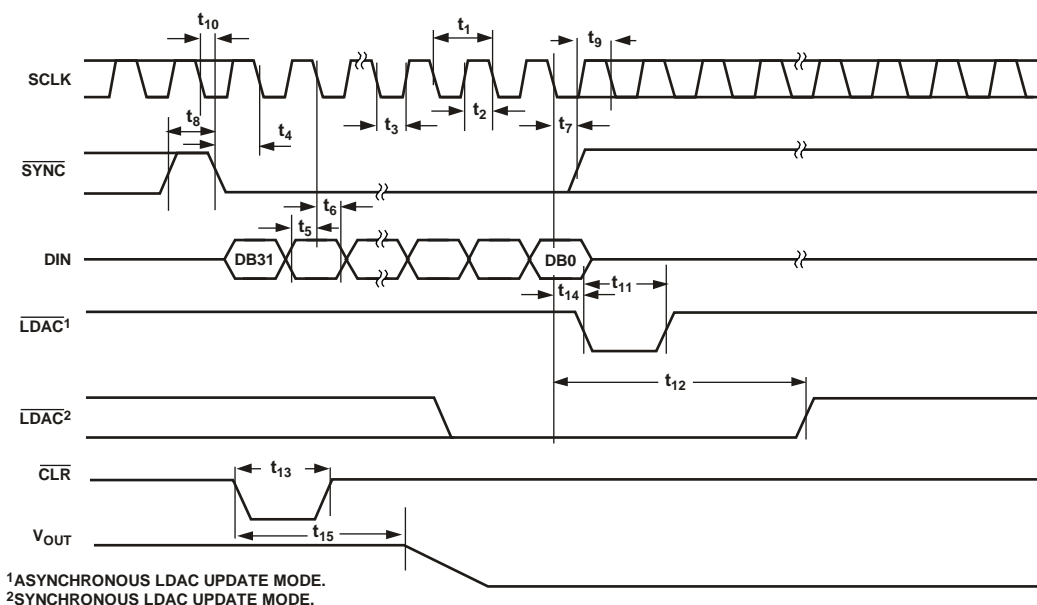 t10
t1
t9
SCLK
t8
t4
t3
t2
t7
SYNC
t6
t5
DIN
DB31
DB0
t14
t11
LDAC1
t12
LDAC2
t13
CLR
t15
VOUT
1ASYNCHRONOUS LDAC UPDATE MODE.
2SYNCHRONOUS LDAC UPDATE MODE.